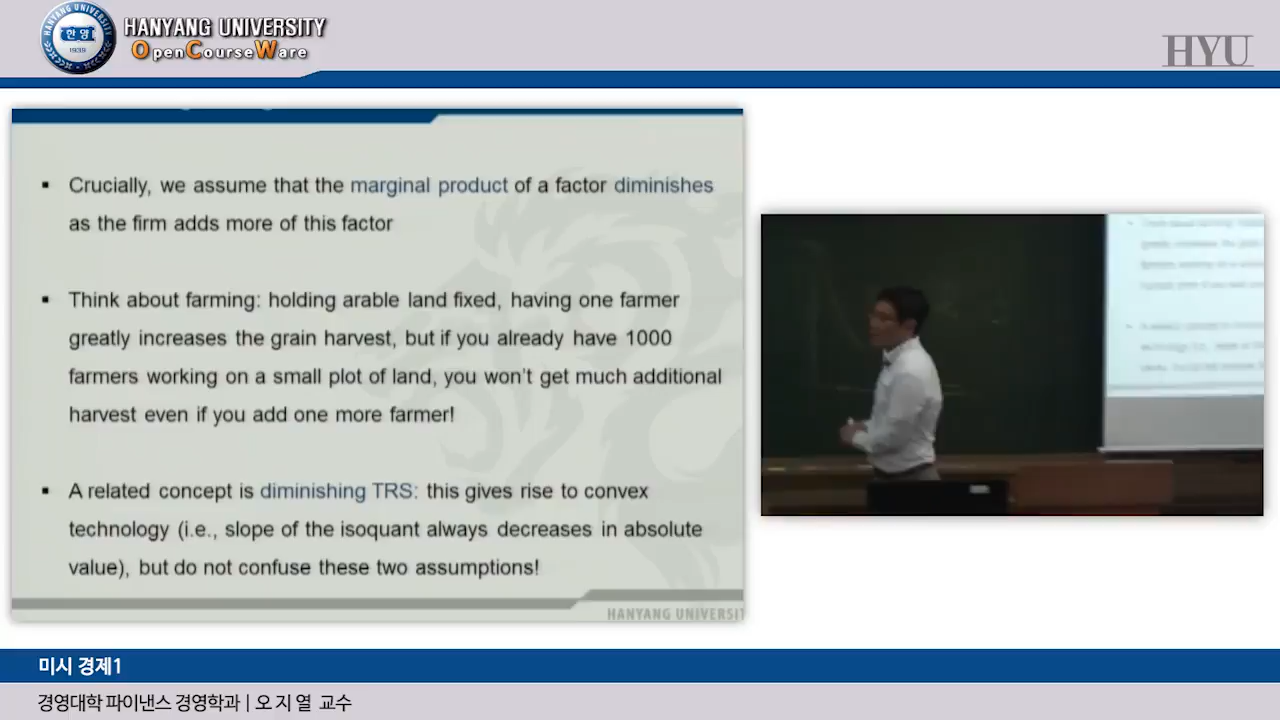 HANYANG UNIVERSITY
OpenCourseWare
HANYANG UNIVERSITY
한양
1939
HYU
▪ Crucially, we assume that the marginal product of a factor diminishes
as the firm adds more of this factor
▪ Think about farming: holding arable land fixed, having one farmer
greatly increases the grain harvest, but if you already have 1000
farmers working on a small plot of land, you won't get much additional
harvest even if you add one more farmer!
▪ A related concept is diminishing TRS: this gives rise to convex
technology (i.e., slope of the isoquant always decreases in absolute
value), but do not confuse these two assumptions!
HANYANG UNIVERSIT
미시 경제1
경영대학 파이낸스 경영학과 | 오 지 열 교수